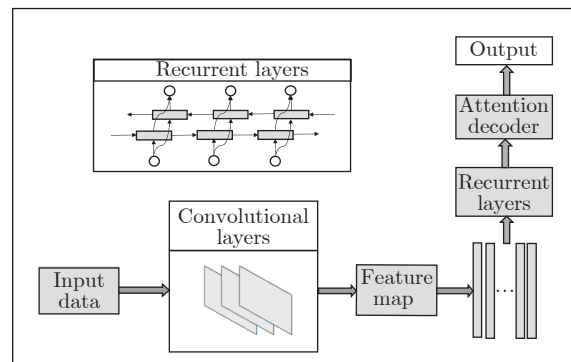 Output
Recurrent layers
Attention
decoder
Recurrent
layers
Convolutional
layers
Input
data
Feature
map
...